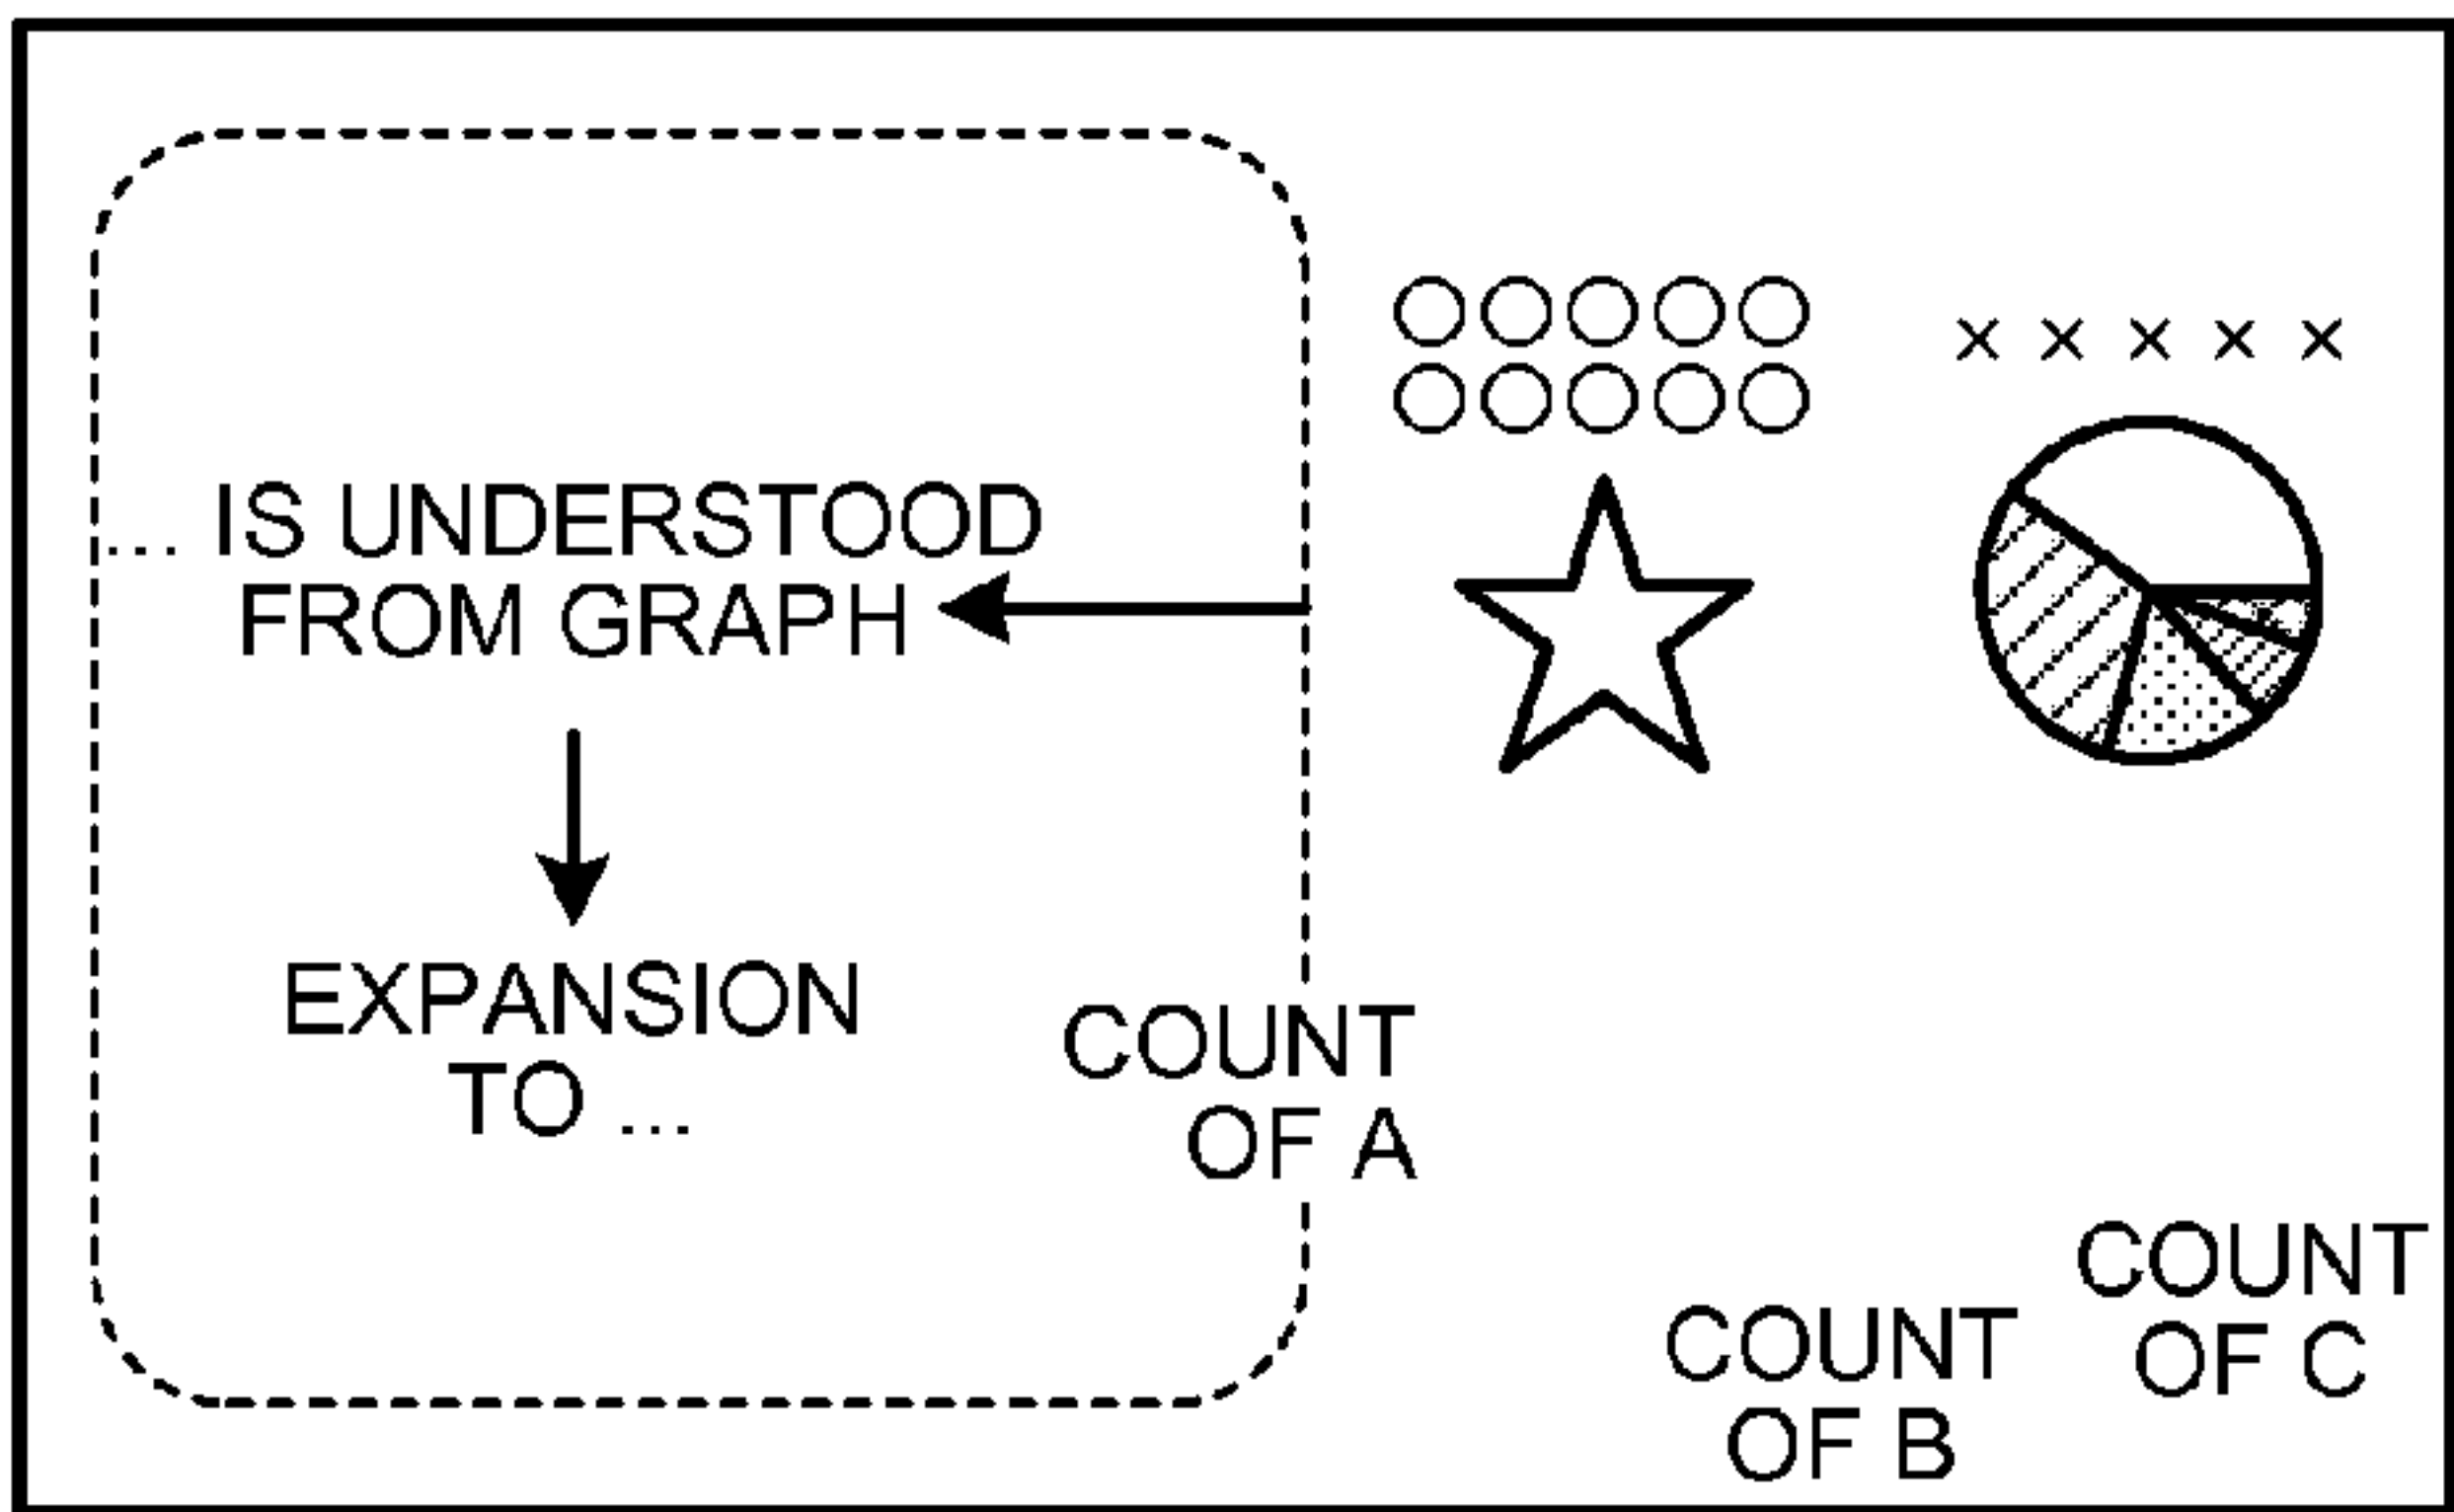 ○○○○○
○○○○○
× × × × ×
... IS UNDERSTOOD
FROM GRAPH
EXPANSION
TO ...
COUNT
OF A
COUNT
OF B
COUNT
OF C